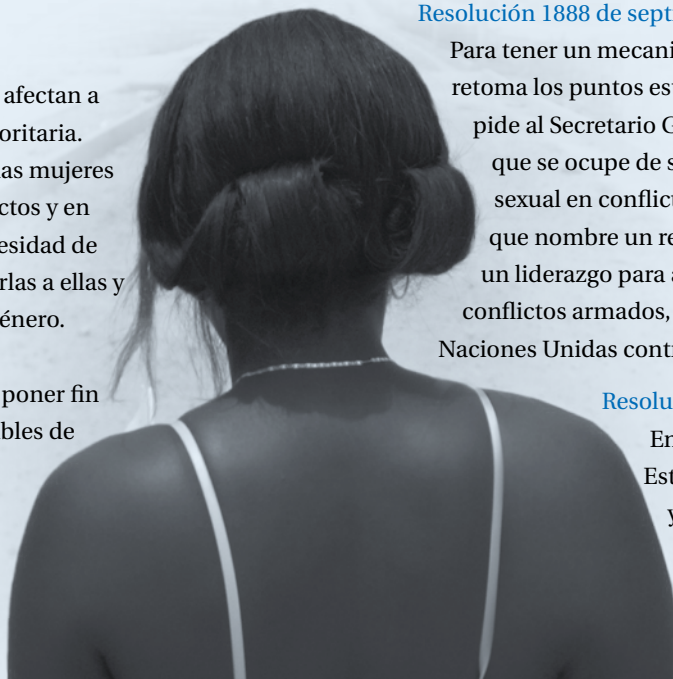 afectan a
oritaria.
as mujeres
ctos y en
esidad de
rlas a ellas y
énero.
poner fin
bles de
Resolución 1888 de septi
Para tener un mecani
retoma los puntos est
pide al Secretario G
que se ocupe de s
sexual en conflict
que nombre un re
un liderazgo para a
conflictos armados,
Naciones Unidas contr
Resolu
En
Est
y